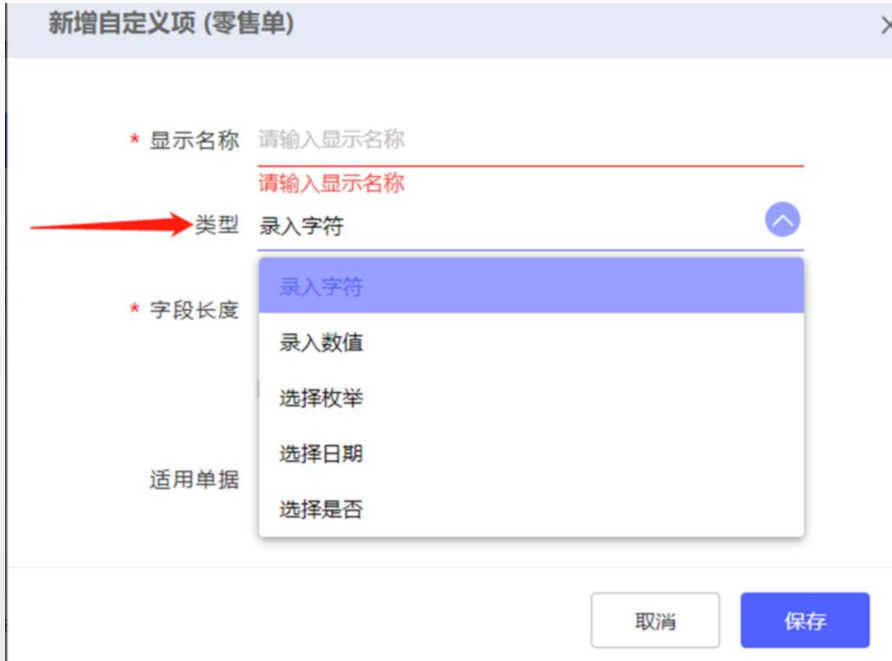 新增自定义项 (零售单)
* 显示名称 请输入显示名称
请输入显示名称
类型 录入字符
录入字符
* 字段长度
录入数值
选择枚举
选择日期
适用单据
选择是否
取消 保存